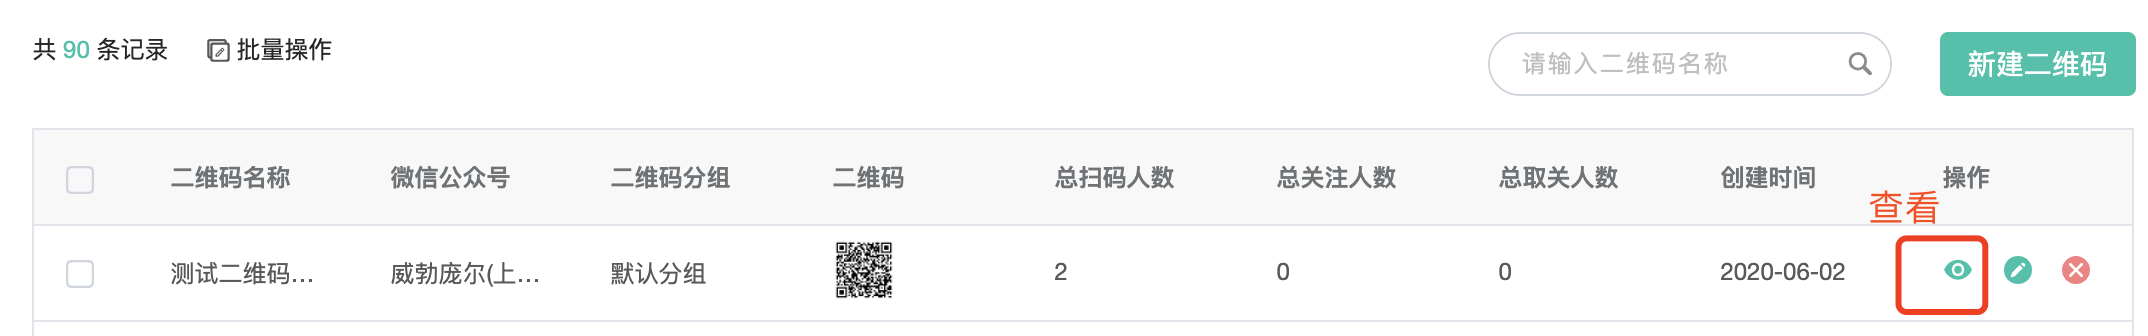 共 90 条记录 批量操作 请输入二维码名称 新建二维码
二维码名称 微信公众号 二维码分组 二维码 总扫码人数 总关注人数 总取关人数 创建时间 操作
查看
测试二维码... 威勃庞尔(上... 默认分组 2 0 0 2020-06-02